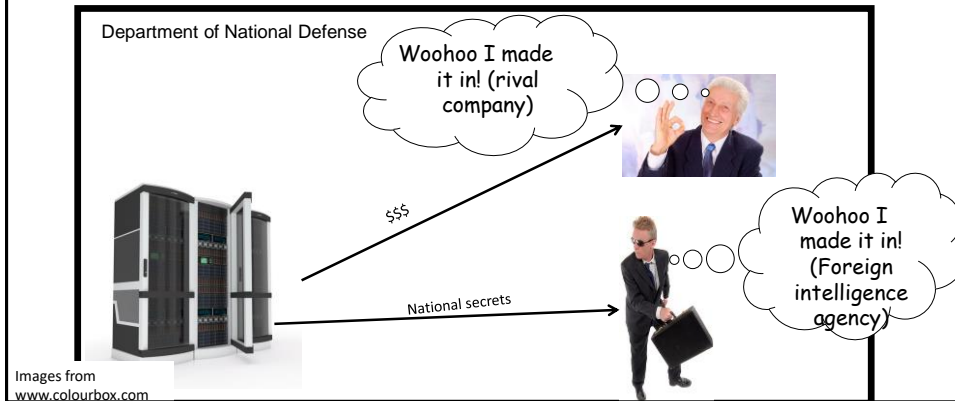 Department of National Defense
Woohoo I made
it in! (rival
company)
$$$
Woohoo I
made it in!
(Foreign
intelligence
agency)
National secrets
Images from
www.colourbox.com